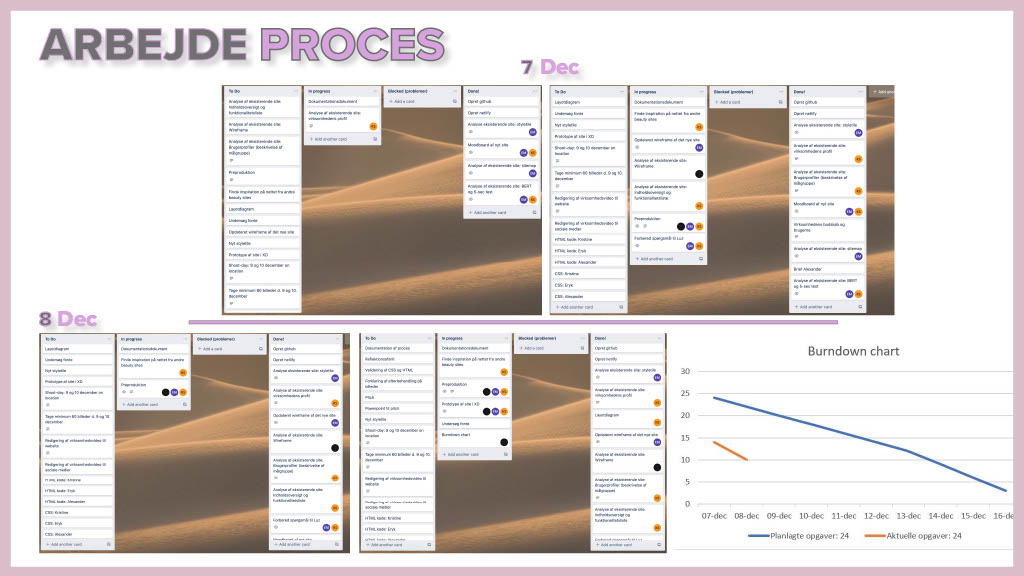 ARBEJDE PROCES
7 Dec
To Do
Analyse af eksisterende site:
Indholdsoversigt og
funktionalitetsliste
Analyse af eksisterende site:
Wireframe
Analyse af eksisterende site:
Brugerprofiler (beskrivelse af
målgruppe)
Preproduktion
Finde inspiration på nettet fra andre
beauty sites
Layoutdiagram
Undersøg fonte
Opdateret wireframe af det nye site
Nyt styletile
Prototype af site i XD
Shoot-day: 9 og 10 december on
location
Tage minimum 60 billeder d. 9 og 10.
december
In progress
Dokumentationsdokument
Analyse af eksisterende site:
virksomhedens profil
+ Add another card
Blocked (problemer)
+ Add a card
Done!
Opret github
Opret netlify
Analyse eksisterende site: styletile
Moodboard af nyt site
Analyse af eksisterende site: sitemap
Analyse af eksisterende site: BERT
og 5-sec test
+ Add another card
To Do
Layoutdiagram
Undersøg fonte
Nyt styletile
Prototype af site i XD
Shoot-day: 9 og 10 december on
location
Tage minimum 60 billeder d. 9 og 10.
december
Redigering af virksomhedsvideo til
website
Redigering af virksomhedsvideo til
sociale medier
HTML kode: Kristine
HTML kode: Eryk
HTML kode: Alexander
CSS: Kristine
CSS: Eryk
CSS: Alexander
+ Add another card
In progress
Dokumentationsdokument
Finde inspiration på nettet fra andre
beauty sites
Opdateret wireframe af det nye site
Analyse af eksisterende site:
Wireframe
Analyse af eksisterende site:
Indholdsoversigt og
funktionalitetsliste
Preproduktion
Forbered spørgsmål til Luz
+ Add another card
Blocked (problemer)
+ Add a card
Done!
Opret github
Opret netlify
Analyse eksisterende site: styletile
Analyse af eksisterende site:
virksomhedens profil
Analyse af eksisterende site:
Brugerprofiler (beskrivelse af
målgruppe)
Moodboard af nyt site
Virksomhedens budskab og
brugerne
Analyse af eksisterende site: sitemap
Brief Alexander
Analyse af eksisterende site: BERT
og 5-sec test
+ Add another card
8 Dec
To Do
Layoutdiagram
Undersøg fonte
Nyt styletile
Prototype af site i XD
Shoot-day: 9 og 10 december on
location
Tage minimum 60 billeder d. 9 og 10.
december
Redigering af virksomhedsvideo til
website
Redigering af virksomhedsvideo til
sociale medier
HTML kode: Kristine
HTML kode: Eryk
HTML kode: Alexander
CSS: Kristine
CSS: Eryk
CSS: Alexander
+ Add another card
In progress
Dokumentationsdokument
Finde inspiration på nettet fra andre
beauty sites
Preproduktion
+ Add another card
Blocked (problemer)
+ Add a card
Done!
Opret github
Opret netlify
Analyse eksisterende site: styletile
Analyse af eksisterende site:
virksomhedens profil
Opdateret wireframe af det nye site
Analyse af eksisterende site:
Wireframe
Analyse af eksisterende site:
Brugerprofiler (beskrivelse af
målgruppe)
Analyse af eksisterende site:
Indholdsoversigt og
funktionalitetsliste
Forbered spørgsmål til Luz
+ Add another card
To Do
Dokumentation af proces
Refleksionsafsnit
Validering af CSS og HTML
Forklaring af efterbehandling på
billeder
Pitch
Powerpoint til pitch
Nyt styletile
Shoot-day: 9 og 10 december on
location
Tage minimum 60 billeder d. 9 og 10.
december
Redigering af virksomhedsvideo til
website
sociale medier
HTML kode: Kristine
HTML kode: Eryk
+ Add another card
In progress
Dokumentationsdokument
Finde inspiration på nettet fra andre
beauty sites
Preproduktion
Prototype af site i XD
Undersøg fonte
Burndown chart
+ Add another card
Blocked (problemer)
+ Add a card
Done!
Opret github
Opret netlify
Analyse eksisterende site: styletile
Analyse af eksisterende site:
virksomhedens profil
Layoutdiagram
Opdateret wireframe af det nye site
Analyse af eksisterende site:
Wireframe
Analyse af eksisterende site:
Brugerprofiler (beskrivelse af
målgruppe)
Analyse af eksisterende site:
Indholdsoversigt og
funktionalitetsliste
+ Add another card
Burndown chart
30
25
20
15
10
5
0
07-dec 08-dec 09-dec 10-dec 11-dec 12-dec 13-dec 14-dec 15-dec 16-de
Planlagte opgaver: 24 Aktuelle opgaver: 24